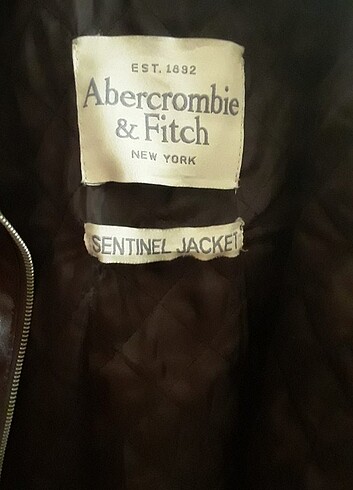 EST. 1892
Abercrombie
& Fitch
NEW YORK
SENTINEL JACKET